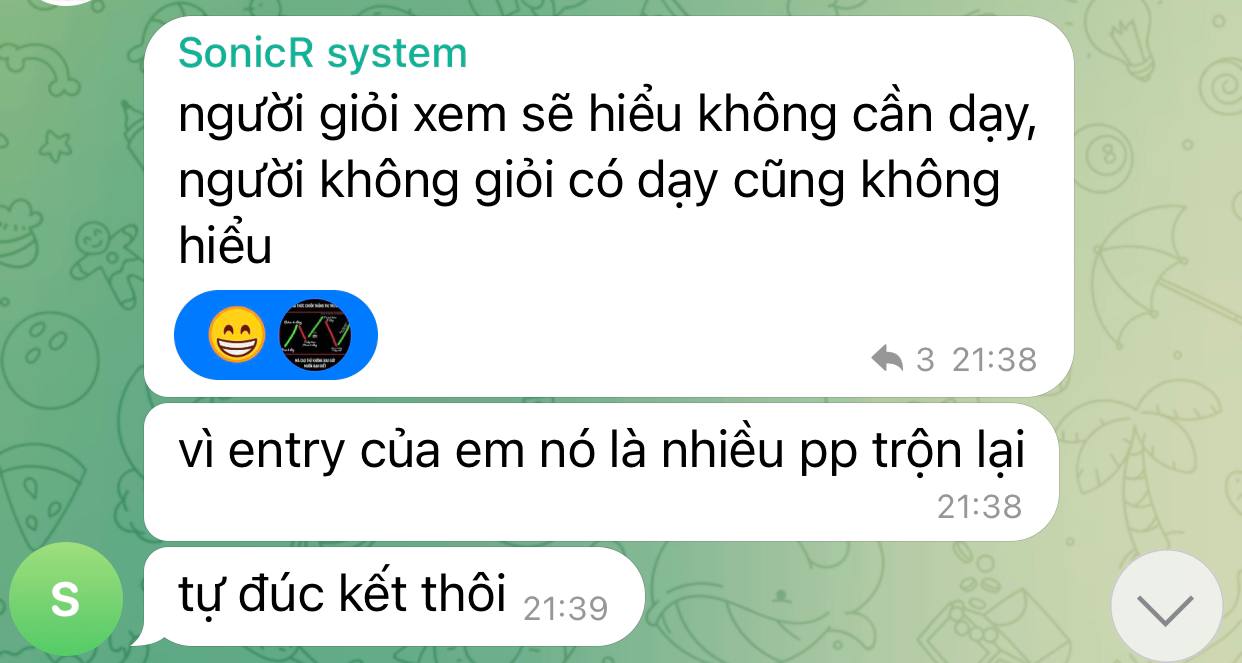 SonicR system
người giỏi xem sẽ hiểu không cần dạy,
người không giỏi có dạy cũng không
hiểu
3 21:38
vì entry của em nó là nhiều pp trộn lại
21:38
S
tự đúc kết thôi 21:39